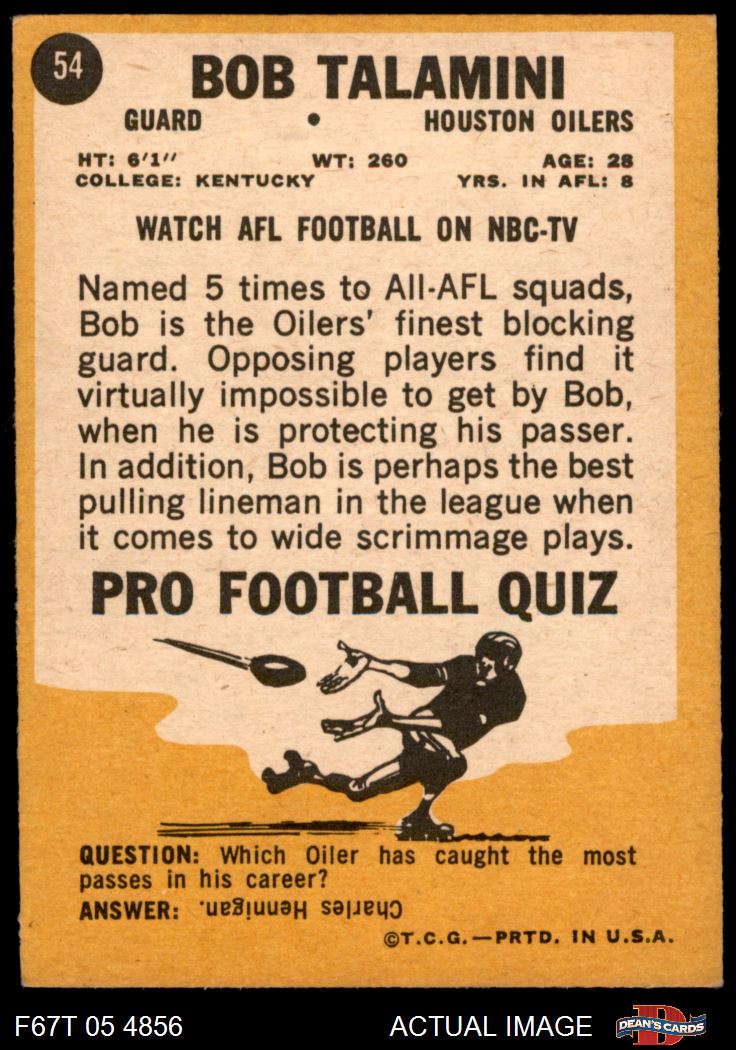 54
BOB TALAMINI
GUARD • HOUSTON OILERS
HT: 6'1" WT: 260 AGE: 28
COLLEGE: KENTUCKY YRS. IN AFL: 8
WATCH AFL FOOTBALL ON NBC-TV
Named 5 times to All-AFL squads,
Bob is the Oilers' finest blocking
guard. Opposing players find it
virtually impossible to get by Bob,
when he is protecting his passer.
In addition, Bob is perhaps the best
pulling lineman in the league when
it comes to wide scrimmage plays.
PRO FOOTBALL QUIZ
QUESTION: Which Oiler has caught the most
passes in his career?
ANSWER: Charles Hennigan.
©T.C.G.—PRTD. IN U.S.A.
F67T 05 4856 ACTUAL IMAGE
D
DEAN'S CARDS